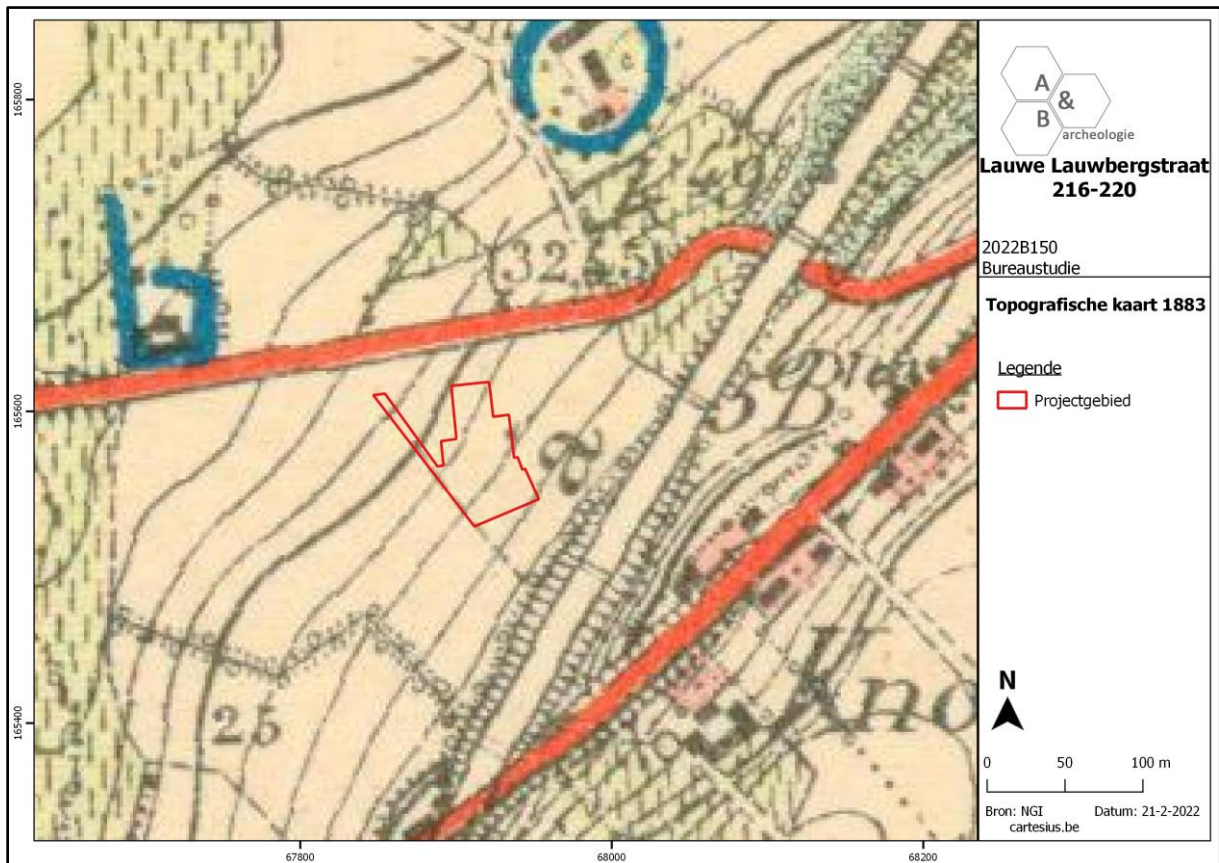 165800
165600
165400
67800
68000
68200
32
25
a
Kno
A
&
B
archeologie
Lauwe Lauwbergstraat
216-220
2022B150
Bureaustudie
Topografische kaart 1883
Legende
Projectgebied
N
0 50 100 m
Bron: NGI Datum: 21-2-2022
cartesius.be